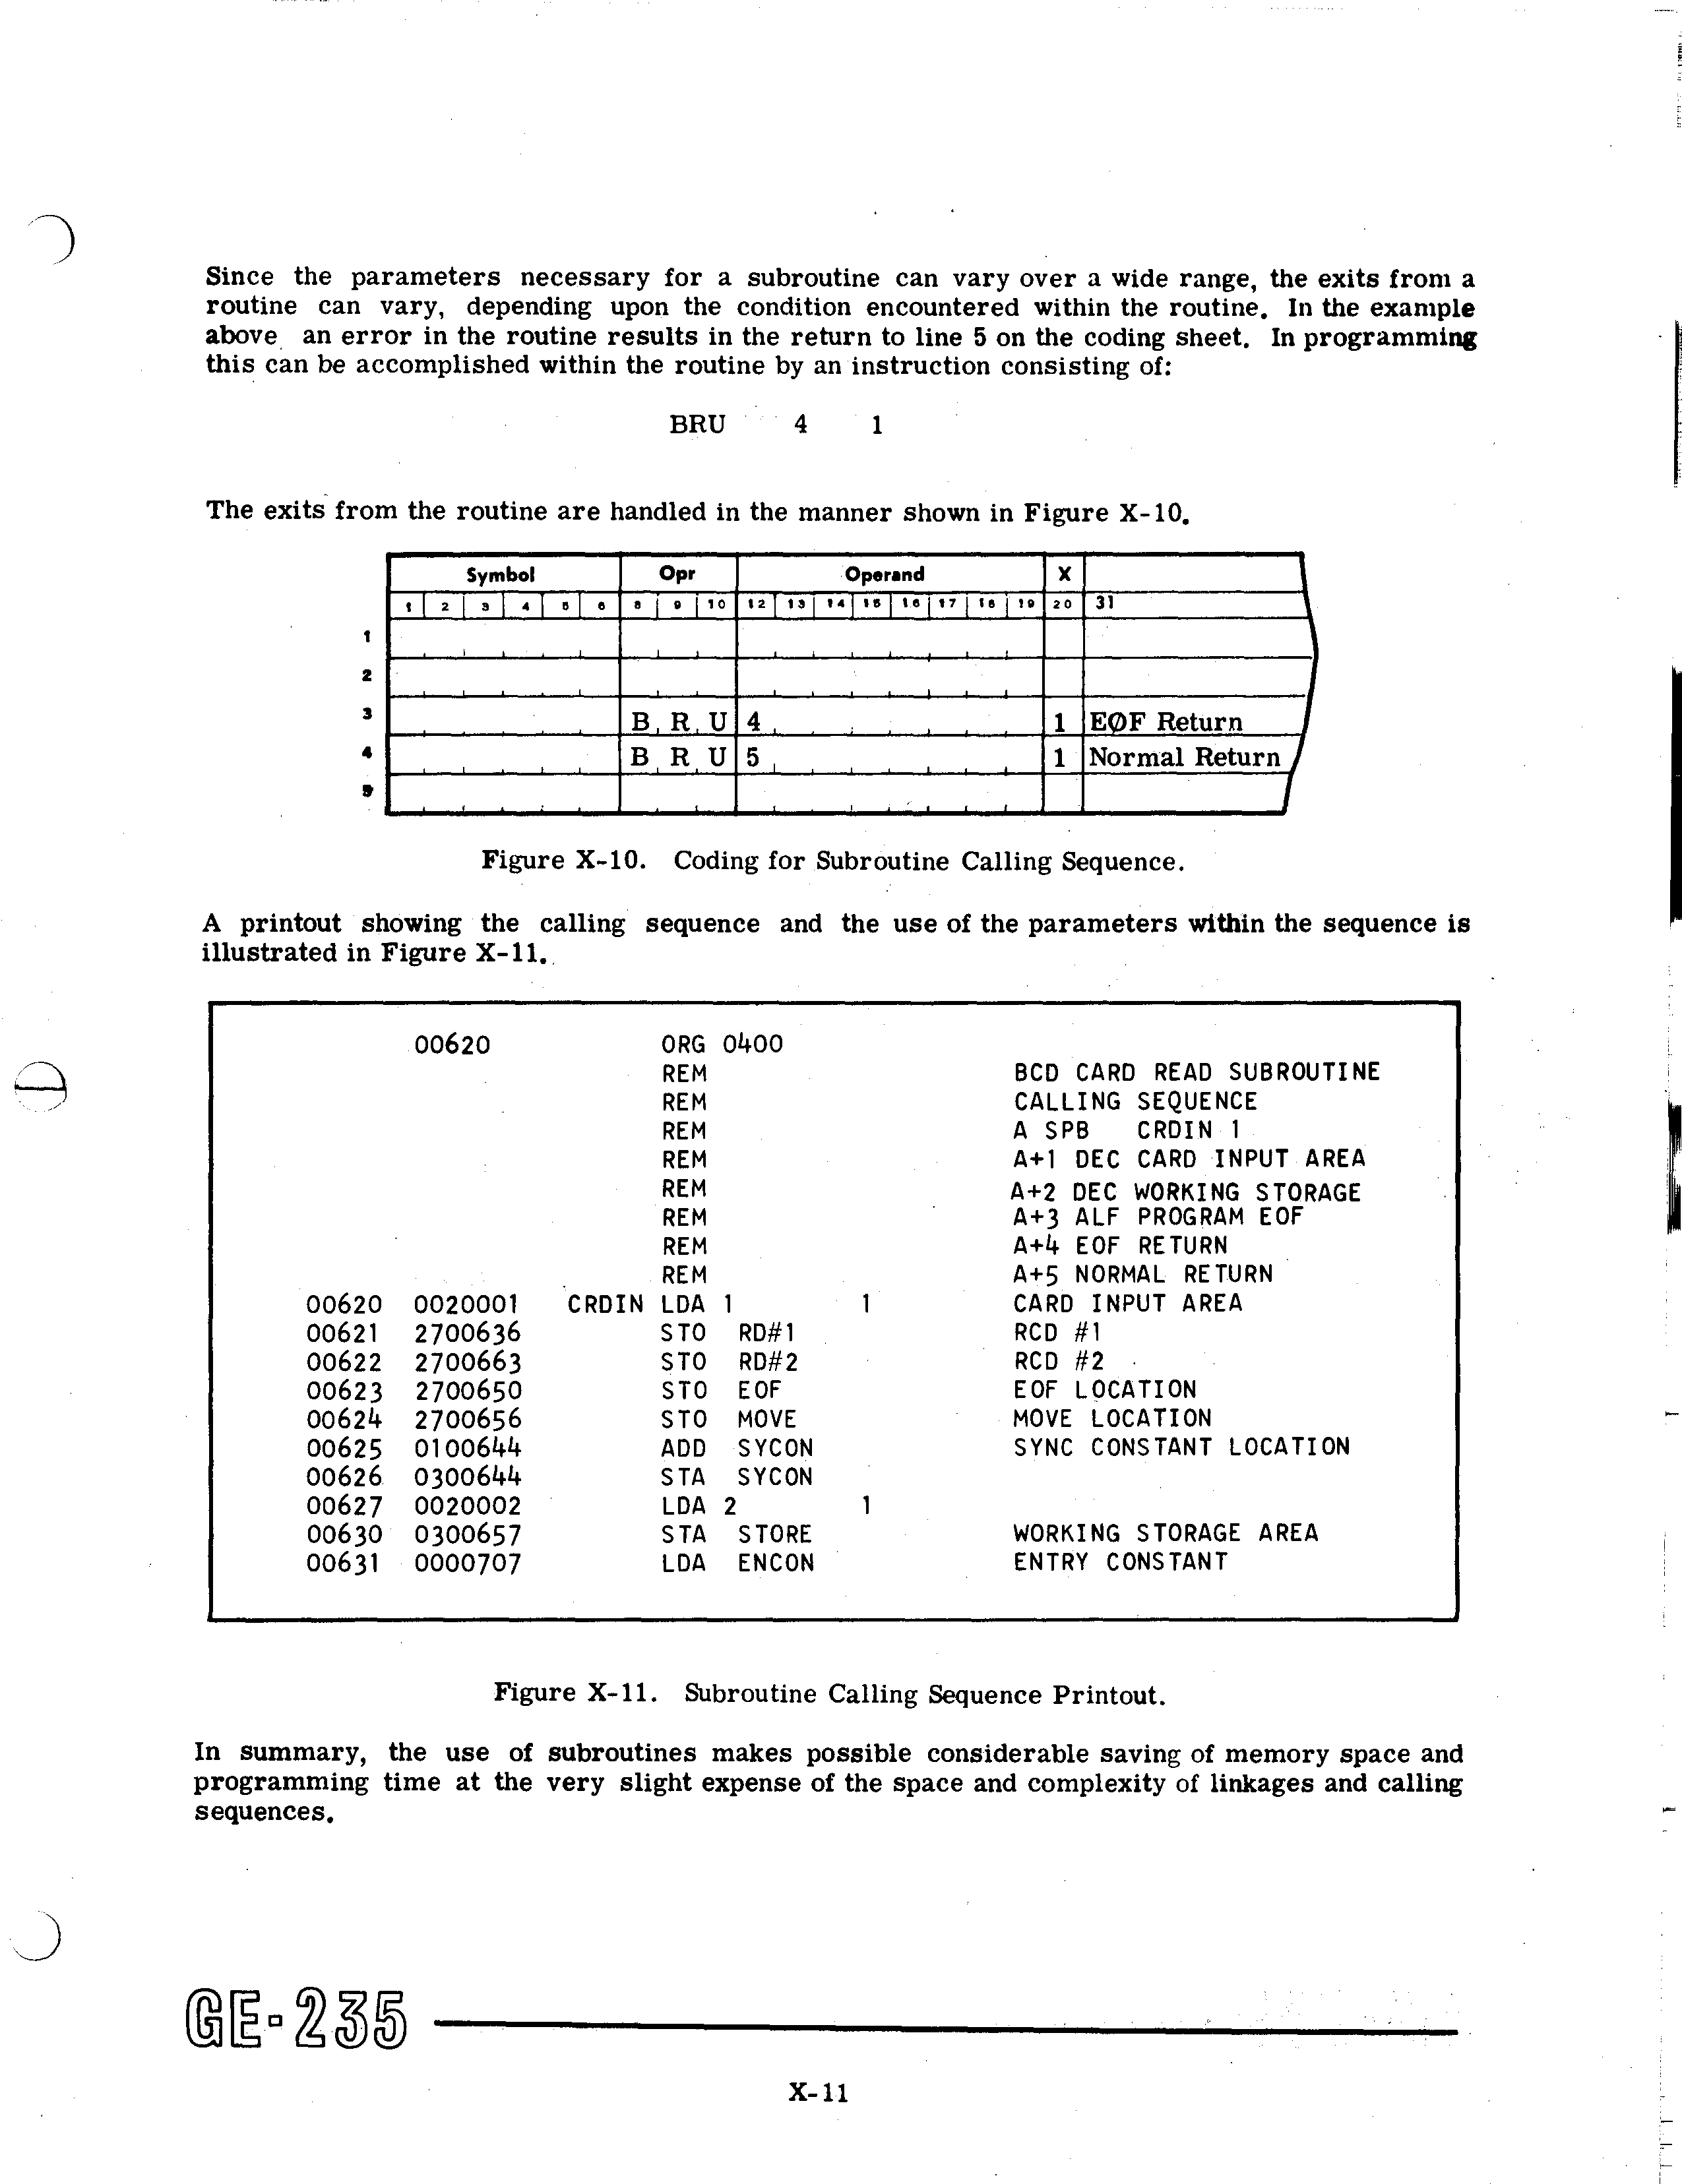 Since the parameters necessary for a subroutine can vary over a wide range, the exits from a
routine can vary, depending upon the condition encountered within the routine. In the example
above an error in the routine results in the return to line 5 on the coding sheet. In programming
this can be accomplished within the routine by an instruction consisting of:
BRU 4 1
The exits from the routine are handled in the manner shown in Figure X-10.
Symbol Opr Operand X
1 2 3 4 5 6 8 9 10 12 13 14 15 16 17 18 19 20 31
1
2
3 B R U 4 1 EØF Return
4 B R U 5 1 Normal Return
5
Figure X-10. Coding for Subroutine Calling Sequence.
A printout showing the calling sequence and the use of the parameters within the sequence is
illustrated in Figure X-11.
00620 ORG 0400
REM BCD CARD READ SUBROUTINE
REM CALLING SEQUENCE
REM A SPB CRDIN 1
REM A+1 DEC CARD INPUT AREA
REM A+2 DEC WORKING STORAGE
REM A+3 ALF PROGRAM EOF
REM A+4 EOF RETURN
REM A+5 NORMAL RETURN
00620 0020001 CRDIN LDA 1 1 CARD INPUT AREA
00621 2700636 STO RD#1 RCD #1
00622 2700663 STO RD#2 RCD #2
00623 2700650 STO EOF EOF LOCATION
00624 2700656 STO MOVE MOVE LOCATION
00625 0100644 ADD SYCON SYNC CONSTANT LOCATION
00626 0300644 STA SYCON
00627 0020002 LDA 2 1
00630 0300657 STA STORE WORKING STORAGE AREA
00631 0000707 LDA ENCON ENTRY CONSTANT
Figure X-11. Subroutine Calling Sequence Printout.
In summary, the use of subroutines makes possible considerable saving of memory space and
programming time at the very slight expense of the space and complexity of linkages and calling
sequences.
GE-235
X-11